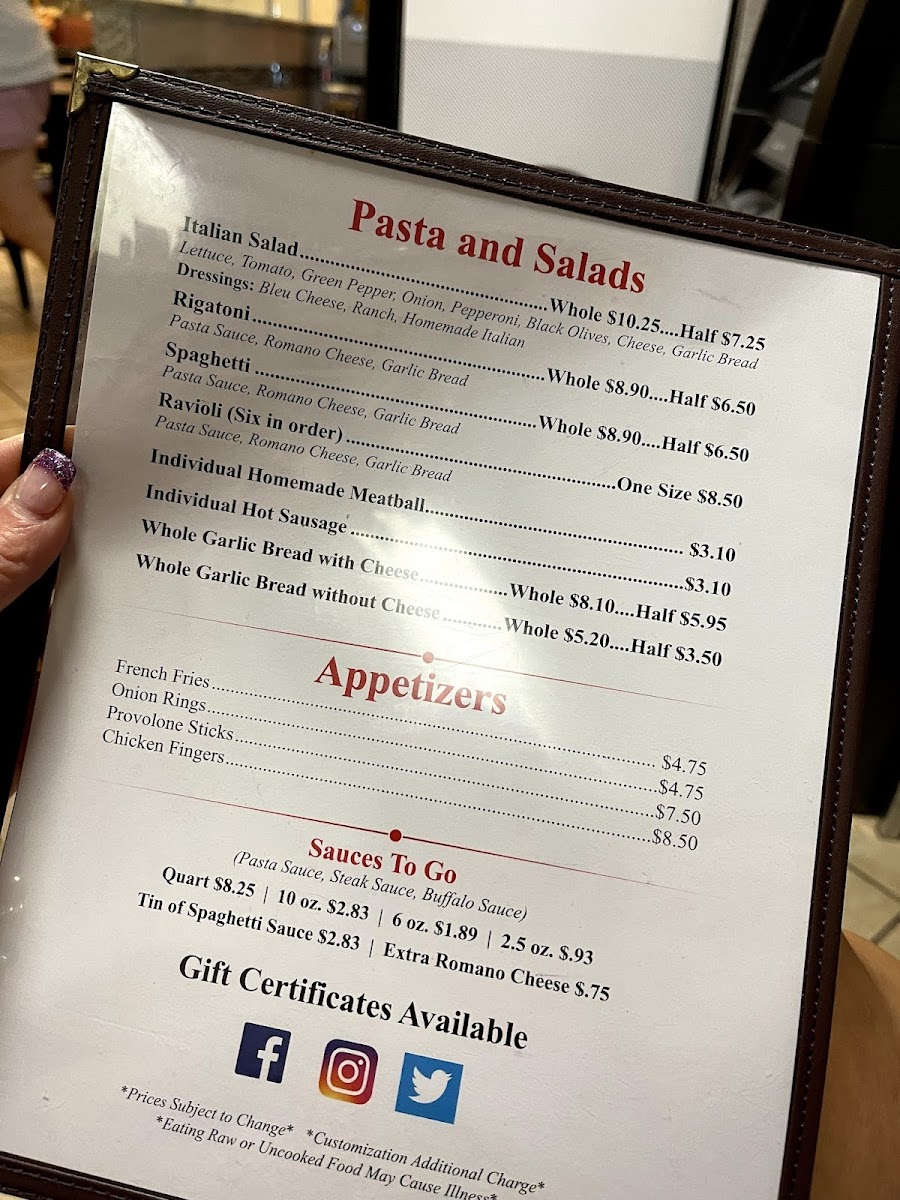 Pasta and Salads
Italian Salad..........Whole $10.25....Half $7.25
Lettuce, Tomato, Green Pepper, Onion, Pepperoni, Black Olives, Cheese, Garlic Bread
Dressings: Bleu Cheese, Ranch, Homemade Italian
Rigatoni..........Whole $8.90....Half $6.50
Pasta Sauce, Romano Cheese, Garlic Bread
Spaghetti..........Whole $8.90....Half $6.50
Pasta Sauce, Romano Cheese, Garlic Bread
Ravioli (Six in order)..........One Size $8.50
Pasta Sauce, Romano Cheese, Garlic Bread
Individual Homemade Meatball.......... $3.10
Individual Hot Sausage..........$3.10
Whole Garlic Bread with Cheese..........Whole $8.10....Half $5.95
Whole Garlic Bread without Cheese..........Whole $5.20....Half $3.50
Appetizers
French Fries.......... $4.75
Onion Rings..........$4.75
Provolone Sticks..........$7.50
Chicken Fingers..........$8.50
Sauces To Go
(Pasta Sauce, Steak Sauce, Buffalo Sauce)
Quart $8.25 | 10 oz. $2.83 | 6 oz. $1.89 | 2.5 oz. $.93
Tin of Spaghetti Sauce $2.83 | Extra Romano Cheese $.75
Gift Certificates Available
*Prices Subject to Change* *Customization Additional Charge*
*Eating Raw or Uncooked Food May Cause Illness*